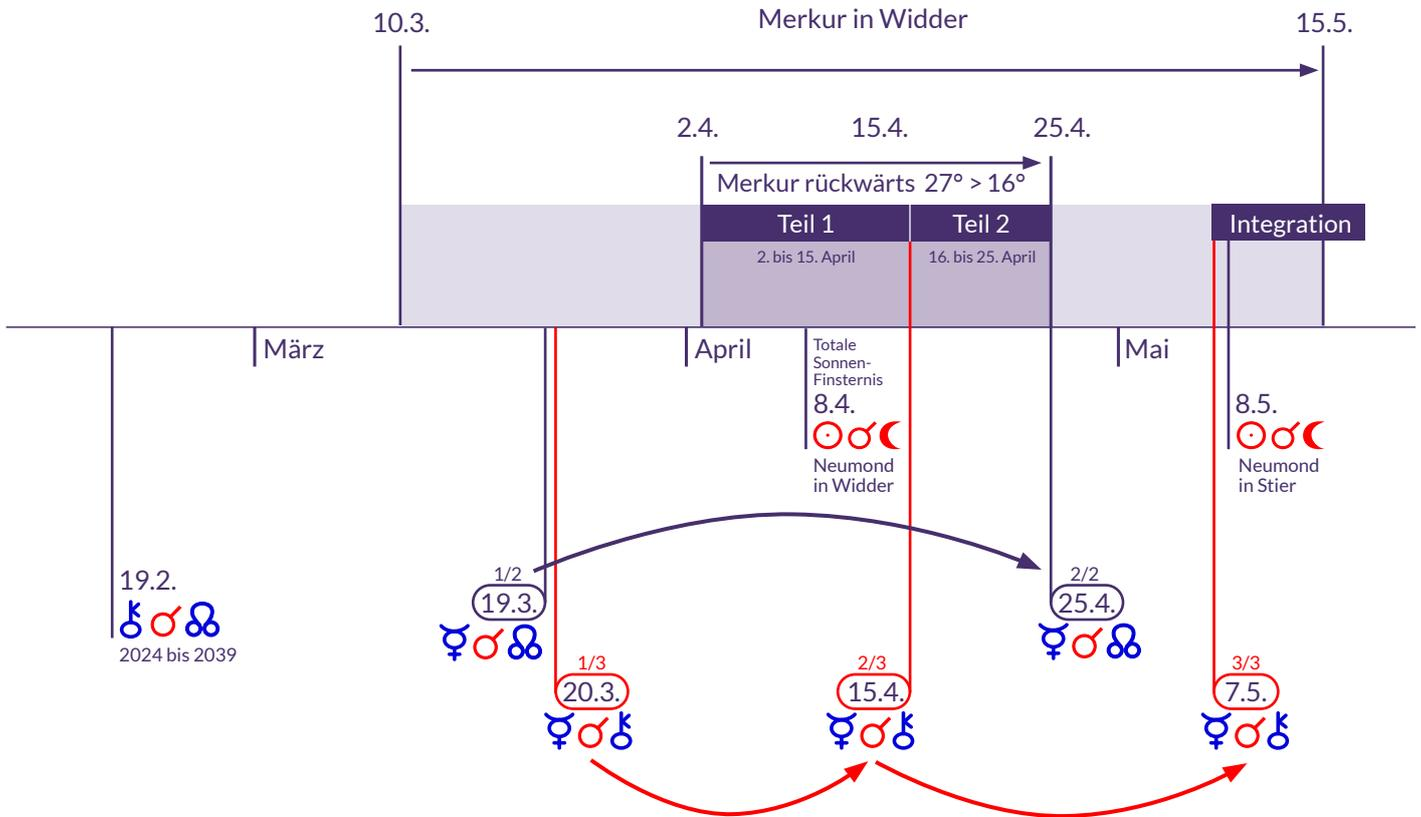 Merkur in Widder
10.3.
15.5.
2.4.
15.4.
25.4.
Merkur rückwärts 27° > 16°
Teil 1
Teil 2
Integration
2. bis 15. April
16. bis 25. April
März
April
Mai
Totale
Sonnen-
Finsternis
8.4.
☉☌☾
Neumond
in Widder
8.5.
☉☌☾
Neumond
in Stier
19.2.
⚷☌☊
2024 bis 2039
1/2
19.3.
☿☌☊
2/2
25.4.
☿☌☊
1/3
20.3.
☿☌⚷
2/3
15.4.
☿☌⚷
3/3
7.5.
☿☌⚷